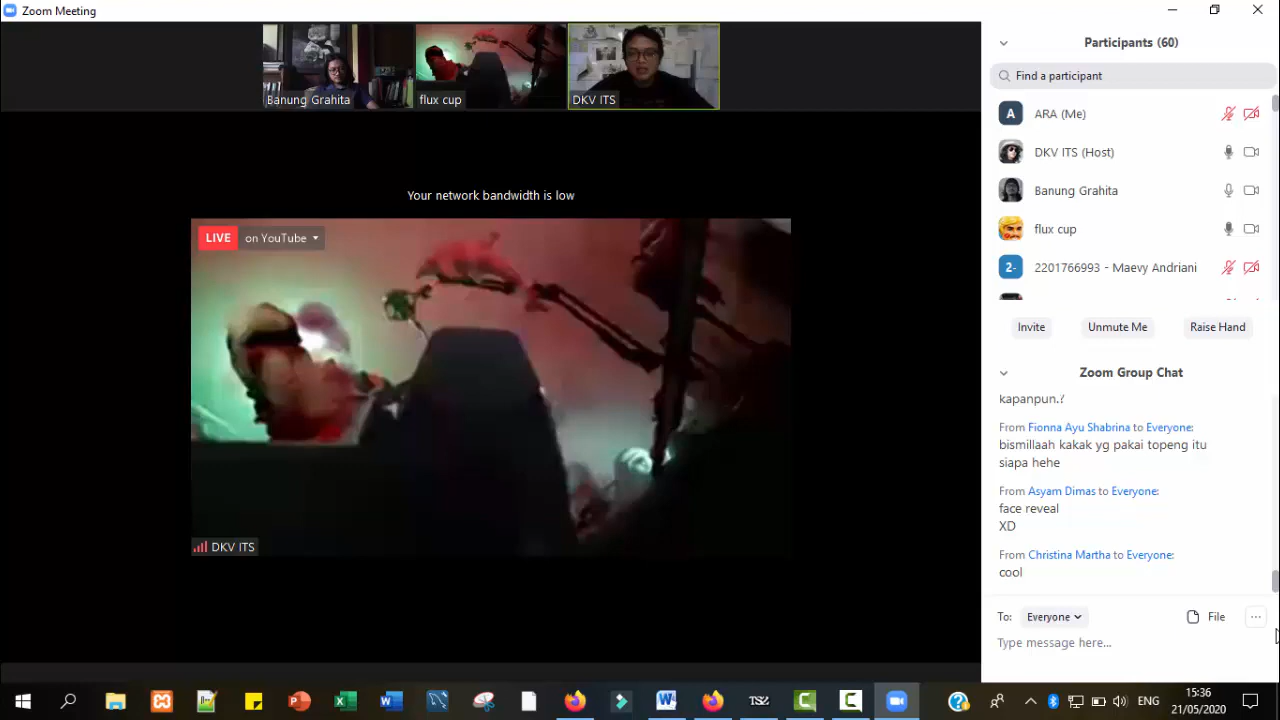 Zoom Meeting
Banung Grahita
flux cup
DKV ITS
Your network bandwidth is low
LIVE on YouTube
DKV ITS
Participants (60)
Find a participant
A ARA (Me)
DKV ITS (Host)
Banung Grahita
flux cup
2- 2201766993 - Maevy Andriani
Invite Unmute Me Raise Hand
Zoom Group Chat
kapanpun.?
From Fionna Ayu Shabrina to Everyone:
bismillaah kakak yg pakai topeng itu
siapa hehe
From Asyam Dimas to Everyone:
face reveal
XD
From Christina Martha to Everyone:
cool
To: Everyone File ...
Type message here...
TSZ
ENG
15:36
21/05/2020